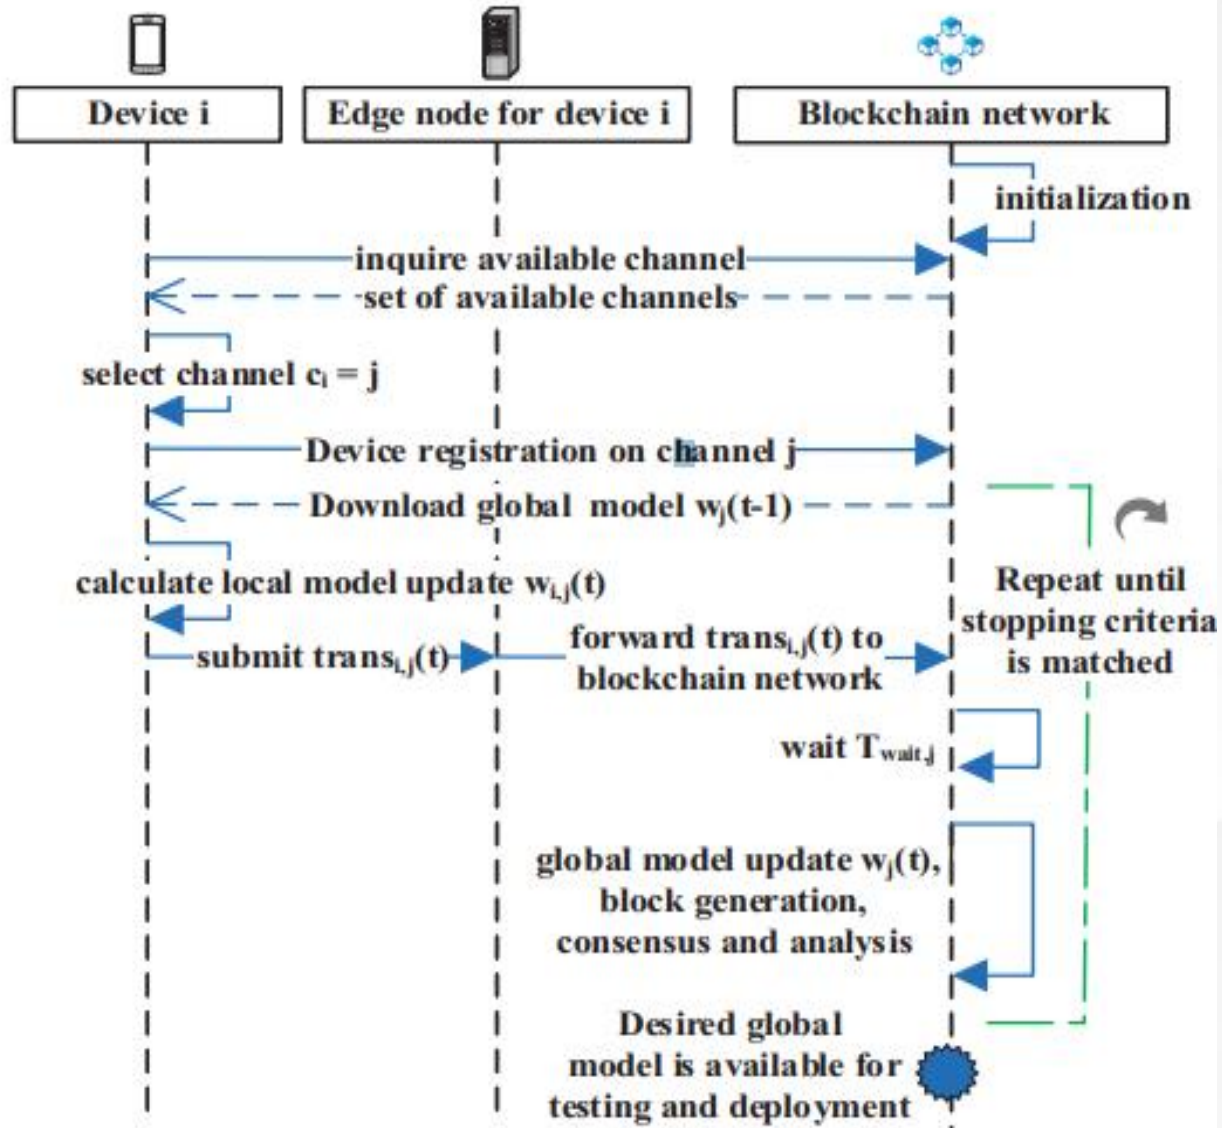 Device i
Edge node for device i
Blockchain network
initialization
inquire available channel
set of available channels
select channel cᵢ = j
Device registration on channel j
Download global model wⱼ(t-1)
calculate local model update wᵢ,ⱼ(t)
Repeat until
stopping criteria
is matched
submit transᵢ,ⱼ(t)
forward transᵢ,ⱼ(t) to
blockchain network
wait T_wait,j
global model update wⱼ(t),
block generation,
consensus and analysis
Desired global
model is available for
testing and deployment